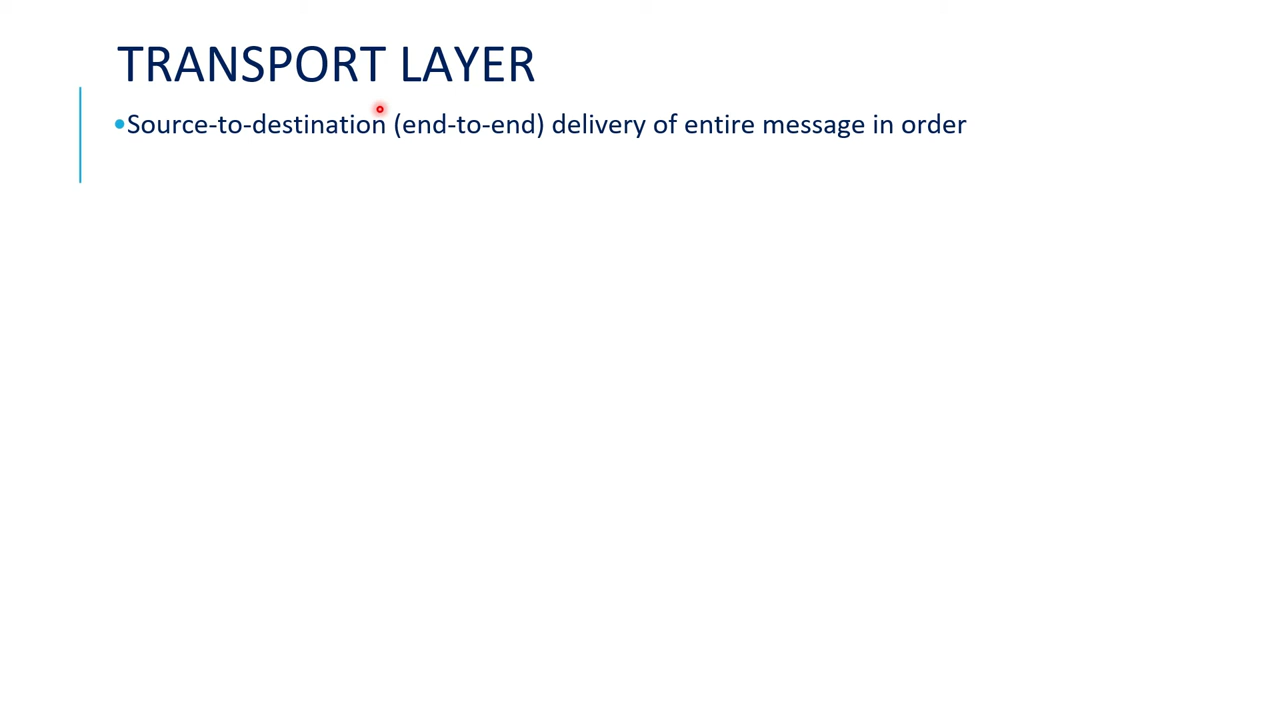 TRANSPORT LAYER
•Source-to-destination (end-to-end) delivery of entire message in order